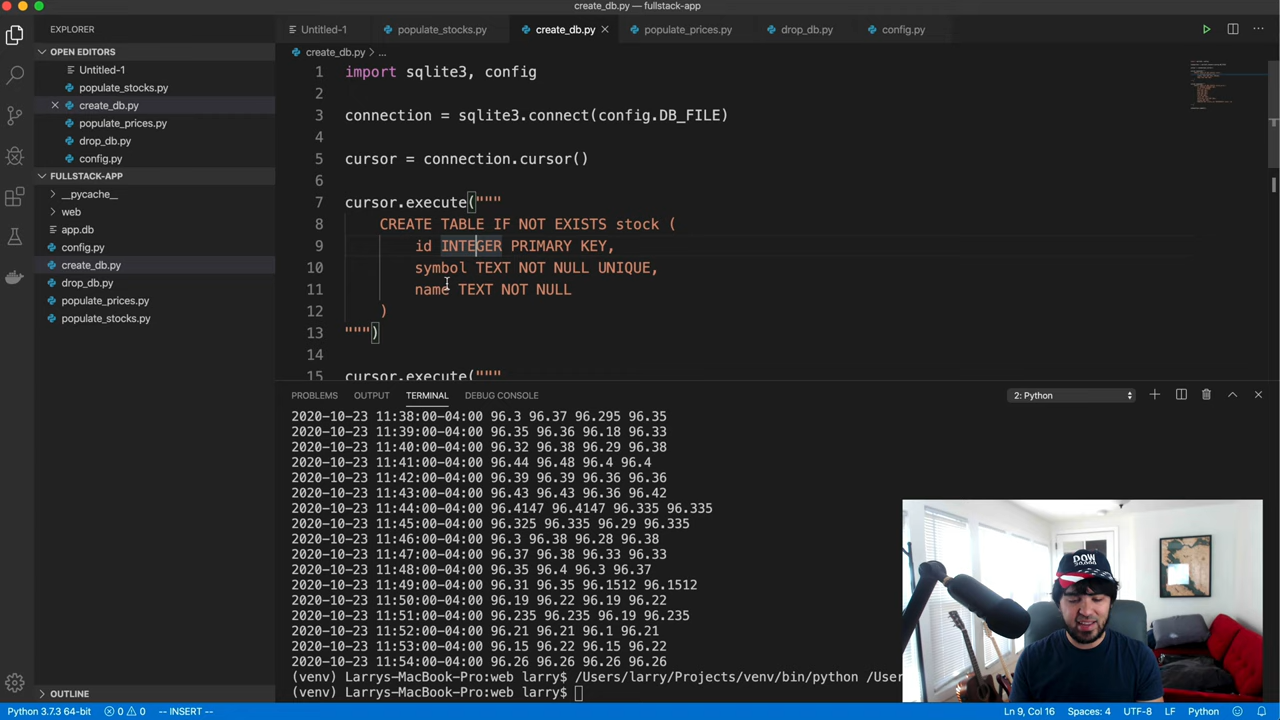 create_db.py — fullstack-app
EXPLORER
Untitled-1
populate_stocks.py
create_db.py
populate_prices.py
drop_db.py
config.py
OPEN EDITORS
Untitled-1
populate_stocks.py
create_db.py
populate_prices.py
drop_db.py
config.py
FULLSTACK-APP
__pycache__
web
app.db
config.py
create_db.py
drop_db.py
populate_prices.py
populate_stocks.py
OUTLINE
create_db.py > ...
1 import sqlite3, config
2
3 connection = sqlite3.connect(config.DB_FILE)
4
5 cursor = connection.cursor()
6
7 cursor.execute("""
8 CREATE TABLE IF NOT EXISTS stock (
9 id INTEGER PRIMARY KEY,
10 symbol TEXT NOT NULL UNIQUE,
11 name TEXT NOT NULL
12 )
13 """)
14
15 cursor.execute("""
PROBLEMS OUTPUT TERMINAL DEBUG CONSOLE
2: Python
2020-10-23 11:38:00-04:00 96.3 96.37 96.295 96.35
2020-10-23 11:39:00-04:00 96.35 96.36 96.18 96.33
2020-10-23 11:40:00-04:00 96.32 96.38 96.29 96.38
2020-10-23 11:41:00-04:00 96.44 96.48 96.4 96.4
2020-10-23 11:42:00-04:00 96.39 96.39 96.36 96.36
2020-10-23 11:43:00-04:00 96.43 96.43 96.36 96.42
2020-10-23 11:44:00-04:00 96.4147 96.4147 96.335 96.335
2020-10-23 11:45:00-04:00 96.325 96.335 96.29 96.335
2020-10-23 11:46:00-04:00 96.3 96.38 96.28 96.38
2020-10-23 11:47:00-04:00 96.37 96.38 96.33 96.33
2020-10-23 11:48:00-04:00 96.35 96.4 96.3 96.37
2020-10-23 11:49:00-04:00 96.31 96.35 96.1512 96.1512
2020-10-23 11:50:00-04:00 96.19 96.22 96.19 96.22
2020-10-23 11:51:00-04:00 96.235 96.235 96.19 96.235
2020-10-23 11:52:00-04:00 96.21 96.21 96.1 96.21
2020-10-23 11:53:00-04:00 96.15 96.22 96.15 96.22
2020-10-23 11:54:00-04:00 96.26 96.26 96.26 96.26
(venv) Larrys-MacBook-Pro:web larry$ /Users/larry/Projects/venv/bin/python /User
(venv) Larrys-MacBook-Pro:web larry$
DOW
Python 3.7.3 64-bit 0 0 -- INSERT -- Ln 9, Col 16 Spaces: 4 UTF-8 LF Python